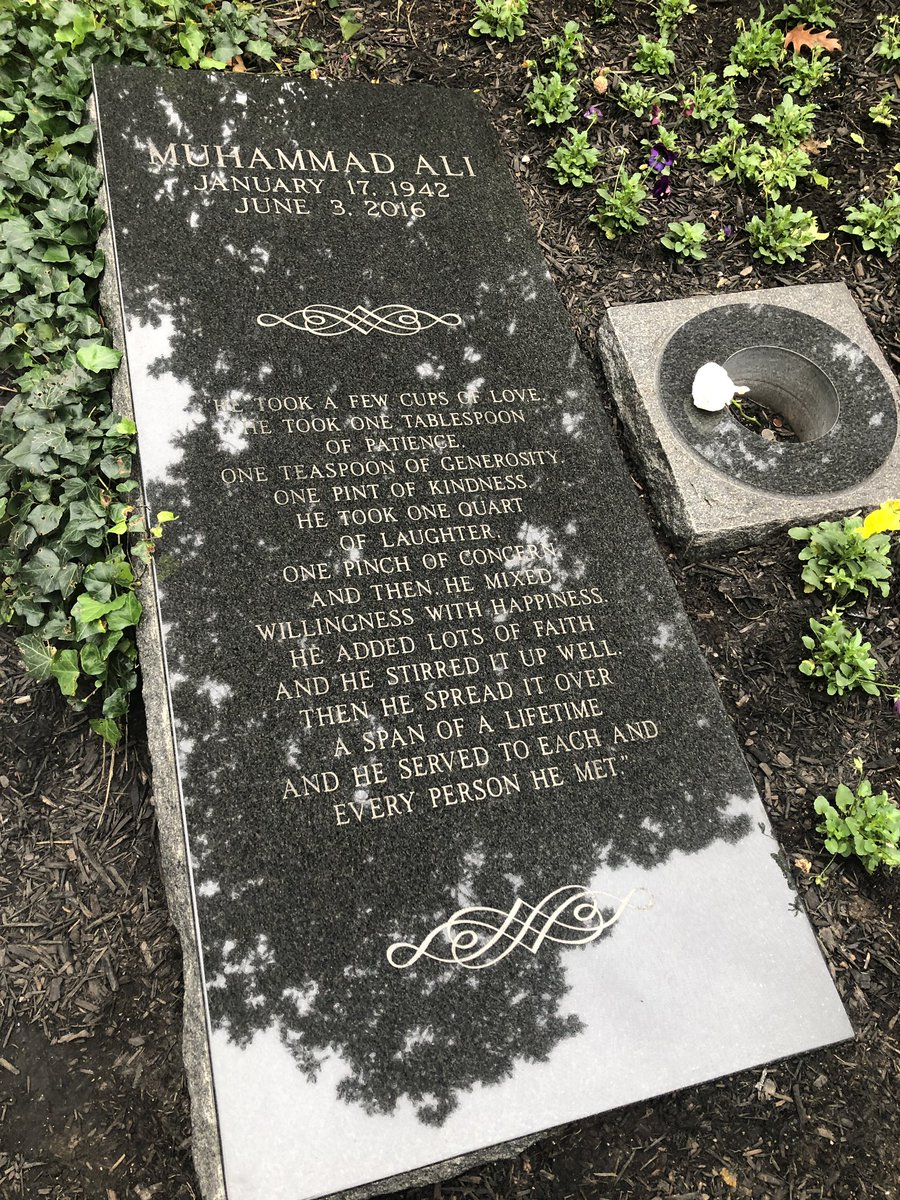 MUHAMMAD ALI
JANUARY 17, 1942
JUNE 3, 2016
"HE TOOK A FEW CUPS OF LOVE.
HE TOOK ONE TABLESPOON
OF PATIENCE.
ONE TEASPOON OF GENEROSITY.
ONE PINT OF KINDNESS.
HE TOOK ONE QUART
OF LAUGHTER.
ONE PINCH OF CONCERN.
AND THEN, HE MIXED
WILLINGNESS WITH HAPPINESS.
HE ADDED LOTS OF FAITH
AND HE STIRRED IT UP WELL.
THEN HE SPREAD IT OVER
A SPAN OF A LIFETIME
AND HE SERVED TO EACH AND
EVERY PERSON HE MET."